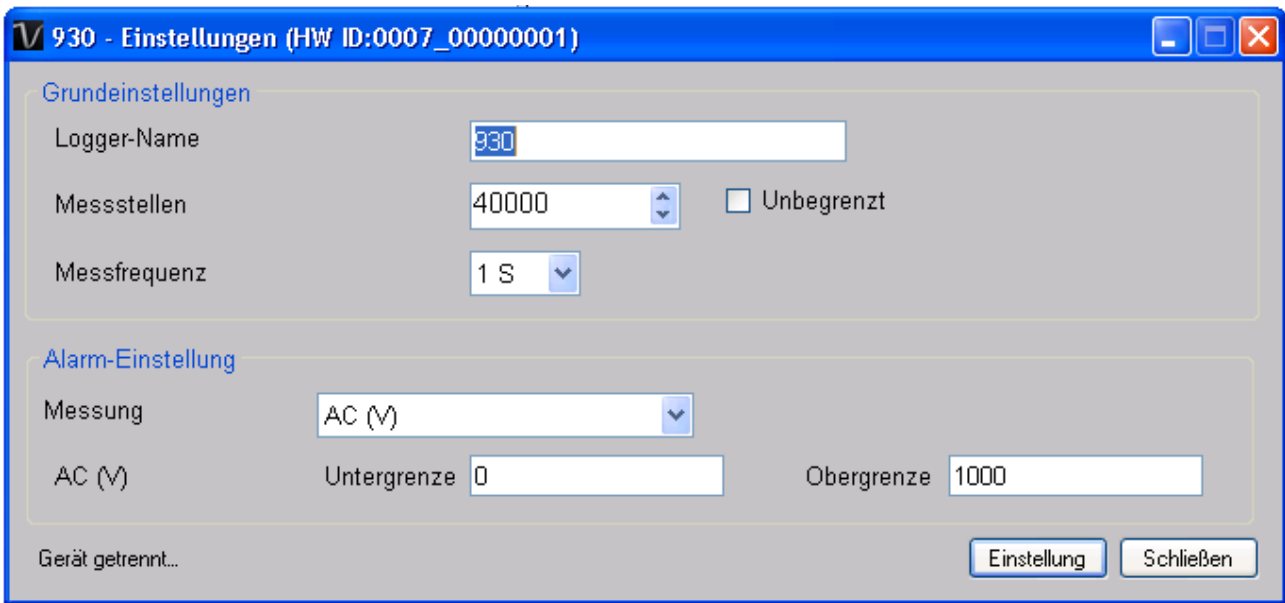 930 - Einstellungen (HW ID:0007_00000001)
Grundeinstellungen
Logger-Name 930
Messstellen 40000 Unbegrenzt
Messfrequenz 1 S
Alarm-Einstellung
Messung AC (V)
AC (V) Untergrenze 0 Obergrenze 1000
Gerät getrennt... Einstellung Schließen